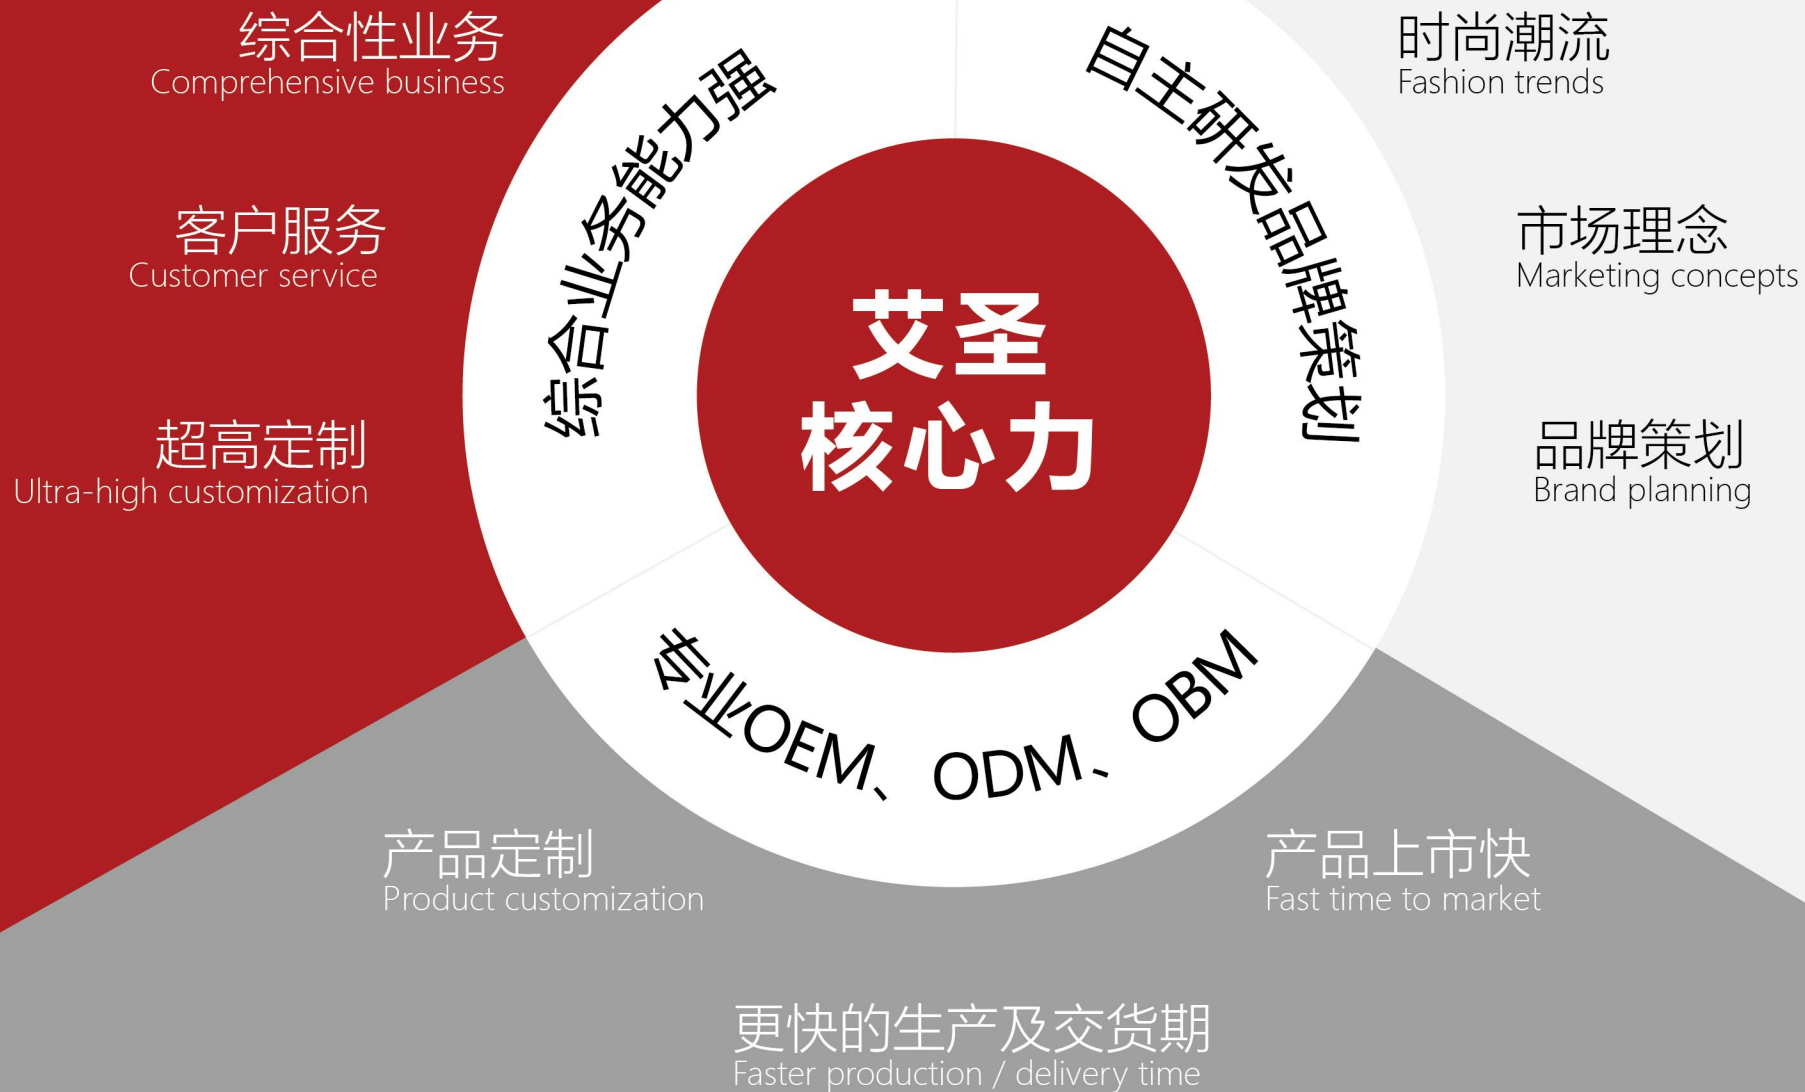 综合性业务
Comprehensive business
客户服务
Customer service
超高定制
Ultra-high customization
综合业务能力强
自主研发品牌策划
艾圣
核心力
专业OEM、ODM、OBM
时尚潮流
Fashion trends
市场理念
Marketing concepts
品牌策划
Brand planning
产品定制
Product customization
产品上市快
Fast time to market
更快的生产及交货期
Faster production / delivery time